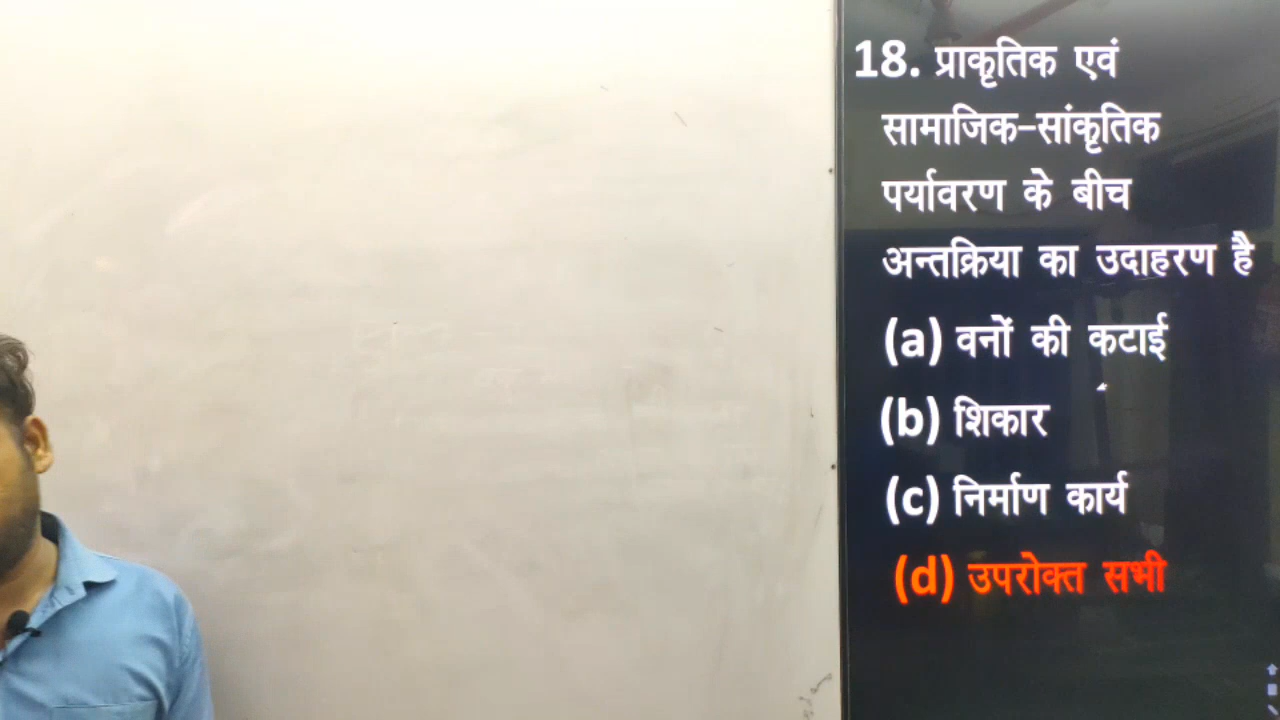 18. प्राकृतिक एवं
सामाजिक-सांकृतिक
पर्यावरण के बीच
अन्तक्रिया का उदाहरण है
(a) वनों की कटाई
(b) शिकार
(c) निर्माण कार्य
(d) उपरोक्त सभी